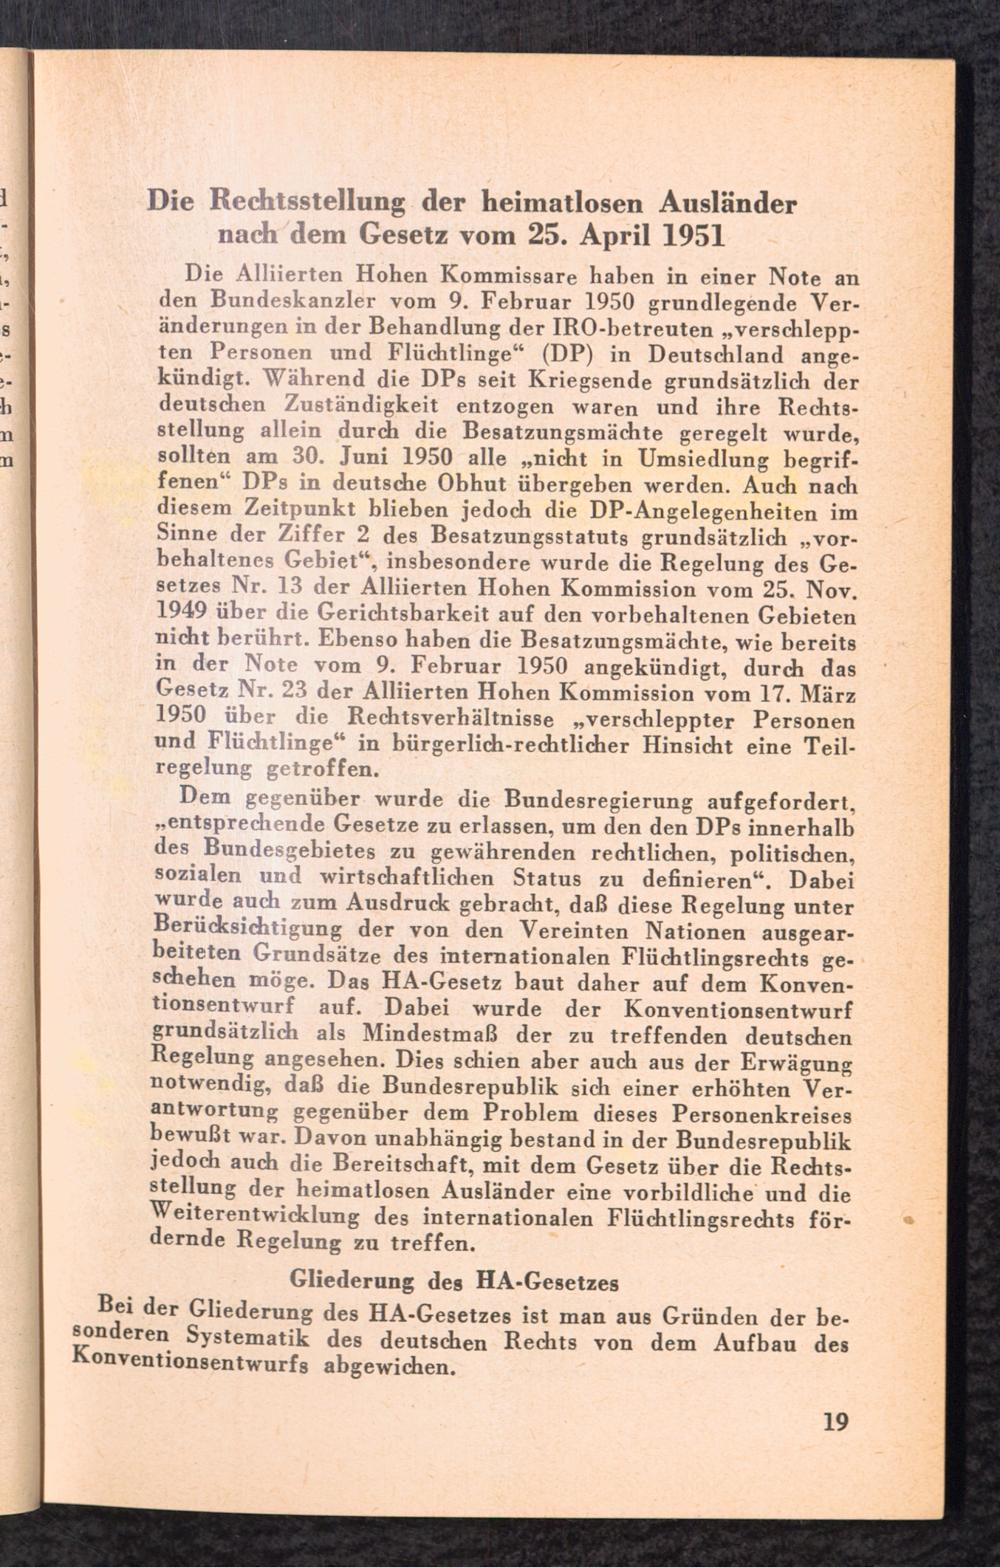 Die Rechtsstellung der heimatlosen Ausländer
nach dem Gesetz vom 25. April 1951
Die Alliierten Hohen Kommissare haben in einer Note an
den Bundeskanzler vom 9. Februar 1950 grundlegende Ver-
änderungen in der Behandlung der IRO-betreuten „verschlepp-
ten Personen und Flüchtlinge“ (DP) in Deutschland ange-
kündigt. Während die DPs seit Kriegsende grundsätzlich der
deutschen Zuständigkeit entzogen waren und ihre Rechts-
stellung allein durch die Besatzungsmächte geregelt wurde,
sollten am 30. Juni 1950 alle „nicht in Umsiedlung begrif-
fenen“ DPs in deutsche Obhut übergeben werden. Auch nach
diesem Zeitpunkt blieben jedoch die DP-Angelegenheiten im
Sinne der Ziffer 2 des Besatzungsstatuts grundsätzlich „vor-
behaltenes Gebiet“, insbesondere wurde die Regelung des Ge-
setzes Nr. 13 der Alliierten Hohen Kommission vom 25. Nov.
1949 über die Gerichtsbarkeit auf den vorbehaltenen Gebieten
nicht berührt. Ebenso haben die Besatzungsmächte, wie bereits
in der Note vom 9. Februar 1950 angekündigt, durch das
Gesetz Nr. 23 der Alliierten Hohen Kommission vom 17. März
1950 über die Rechtsverhältnisse „verschleppter Personen
und Flüchtlinge“ in bürgerlich-rechtlicher Hinsicht eine Teil-
regelung getroffen.
Dem gegenüber wurde die Bundesregierung aufgefordert,
„entsprechende Gesetze zu erlassen, um den den DPs innerhalb
des Bundesgebietes zu gewährenden rechtlichen, politischen,
sozialen und wirtschaftlichen Status zu definieren“. Dabei
wurde auch zum Ausdruck gebracht, daß diese Regelung unter
Berücksichtigung der von den Vereinten Nationen ausgear-
beiteten Grundsätze des internationalen Flüchtlingsrechts ge-
schehen möge. Das HA-Gesetz baut daher auf dem Konven-
tionsentwurf auf. Dabei wurde der Konventionsentwurf
grundsätzlich als Mindestmaß der zu treffenden deutschen
Regelung angesehen. Dies schien aber auch aus der Erwägung
notwendig, daß die Bundesrepublik sich einer erhöhten Ver-
antwortung gegenüber dem Problem dieses Personenkreises
bewußt war. Davon unabhängig bestand in der Bundesrepublik
jedoch auch die Bereitschaft, mit dem Gesetz über die Rechts-
stellung der heimatlosen Ausländer eine vorbildliche und die
Weiterentwicklung des internationalen Flüchtlingsrechts för-
dernde Regelung zu treffen.
Gliederung des HA-Gesetzes
Bei der Gliederung des HA-Gesetzes ist man aus Gründen der be-
sonderen Systematik des deutschen Rechts von dem Aufbau des
Konventionsentwurfs abgewichen.
19